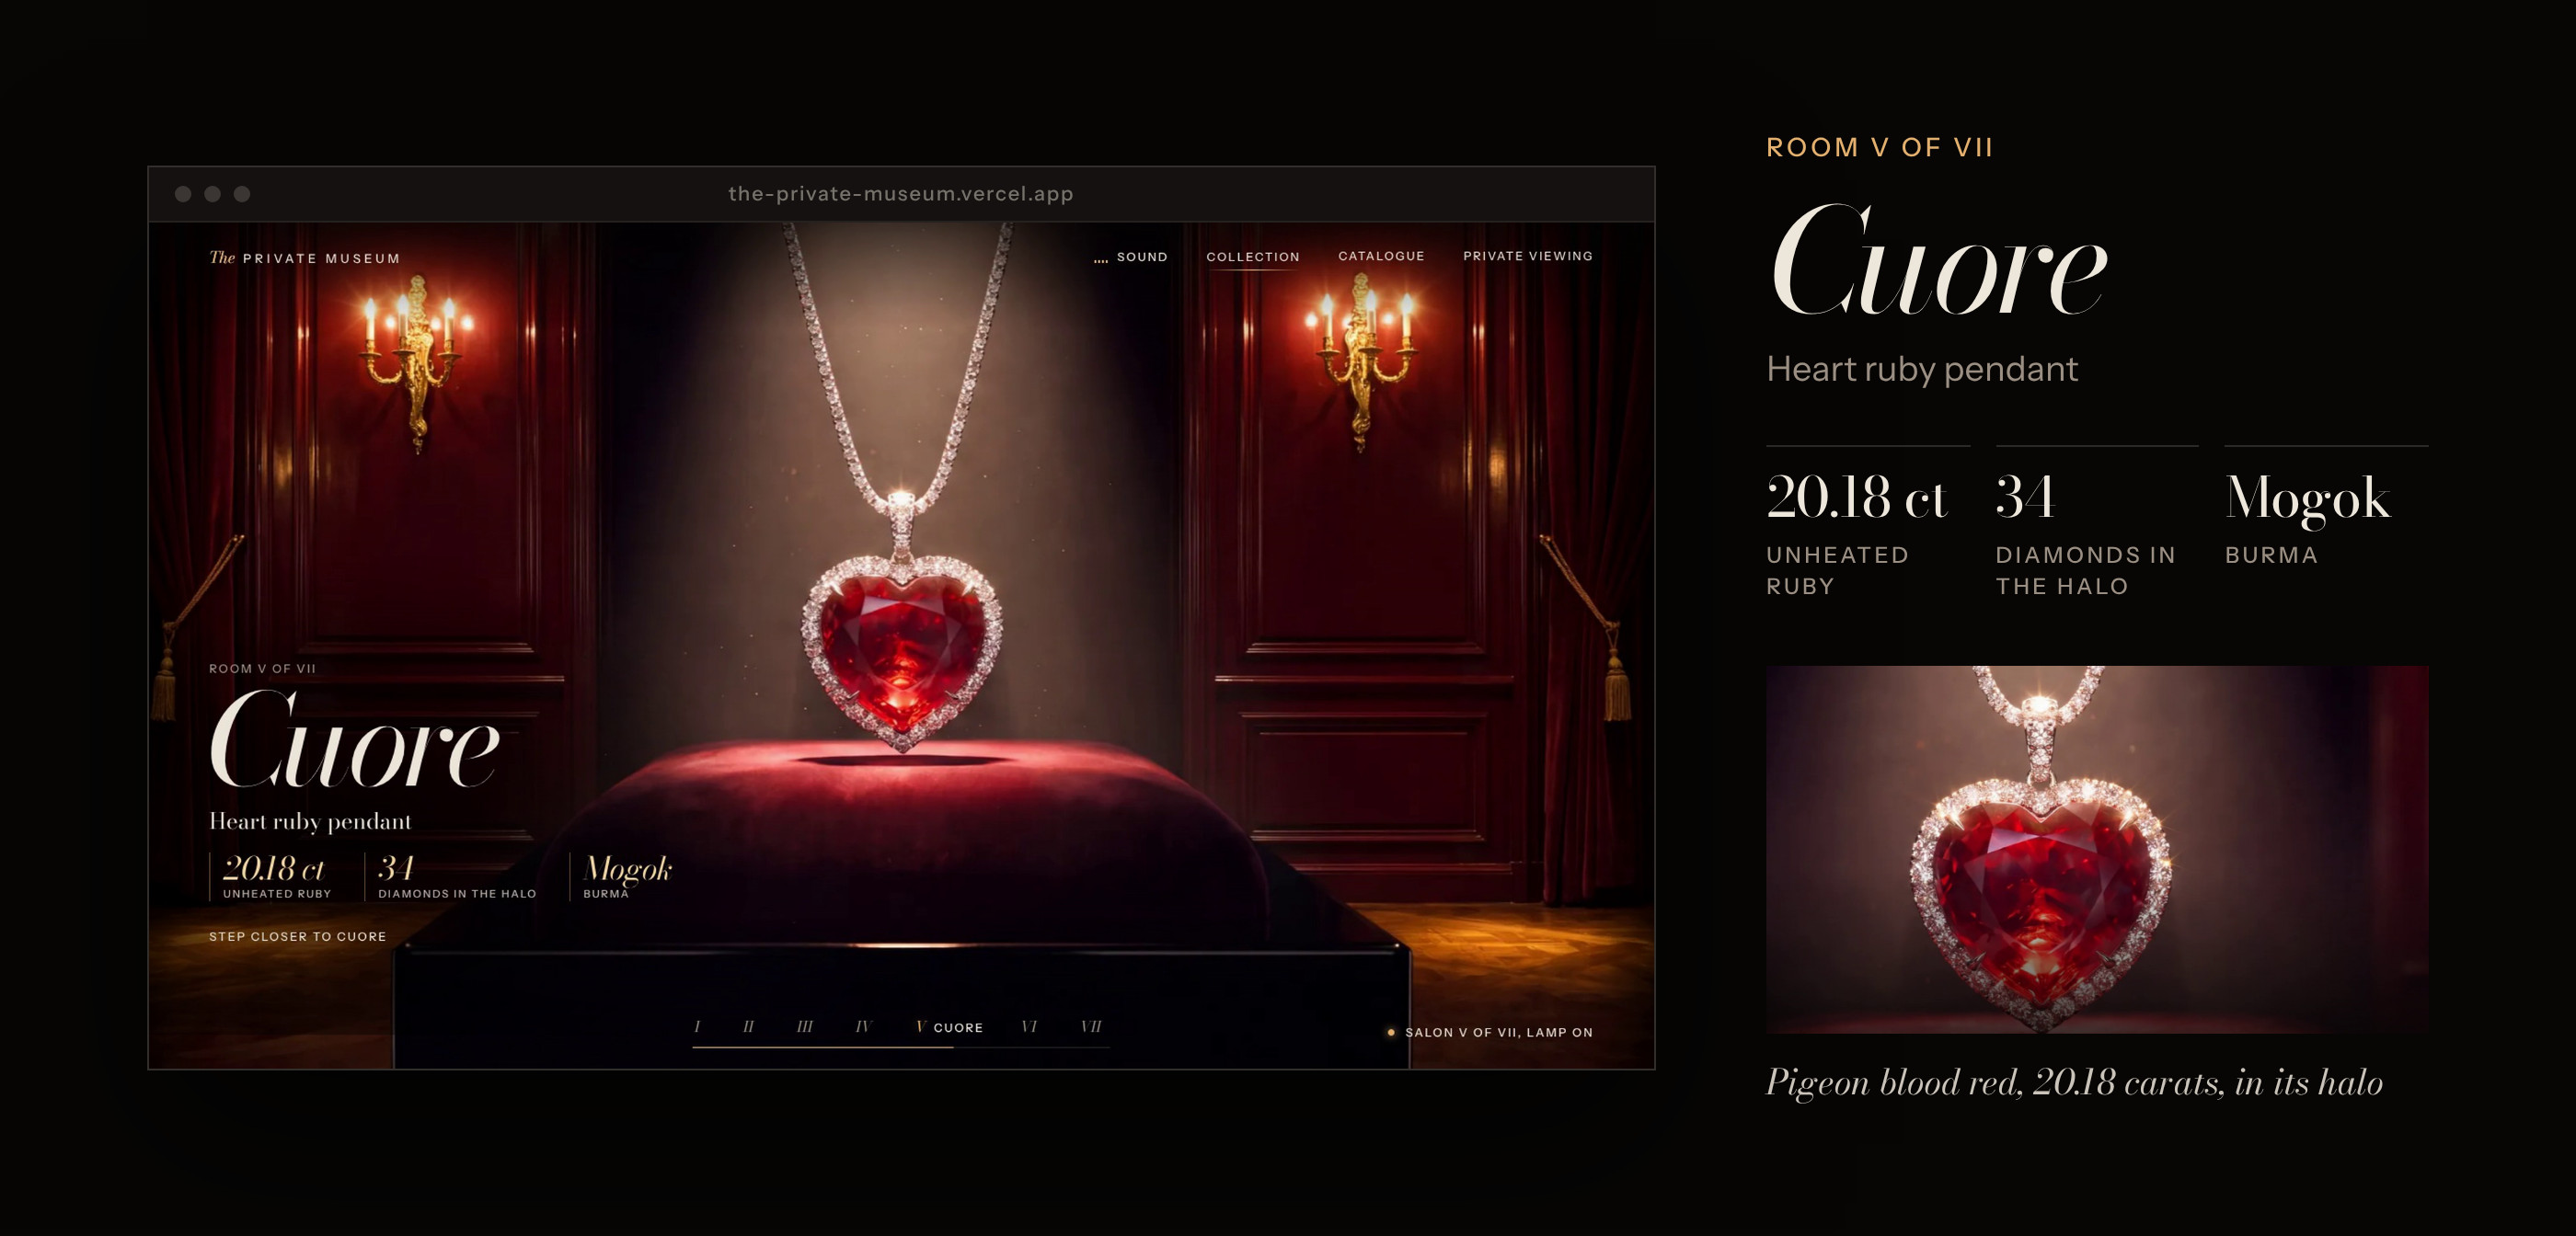 the-private-museum.vercel.app
The PRIVATE MUSEUM
SOUND
COLLECTION
CATALOGUE
PRIVATE VIEWING
ROOM V OF VII
Cuore
Heart ruby pendant
20.18 ct
UNHEATED RUBY
34
DIAMONDS IN THE HALO
Mogok
BURMA
STEP CLOSER TO CUORE
I II III IV V CUORE VI VII
SALON V OF VII, LAMP ON
ROOM V OF VII
Cuore
Heart ruby pendant
20.18 ct
UNHEATED
RUBY
34
DIAMONDS IN
THE HALO
Mogok
BURMA
Pigeon blood red, 20.18 carats, in its halo